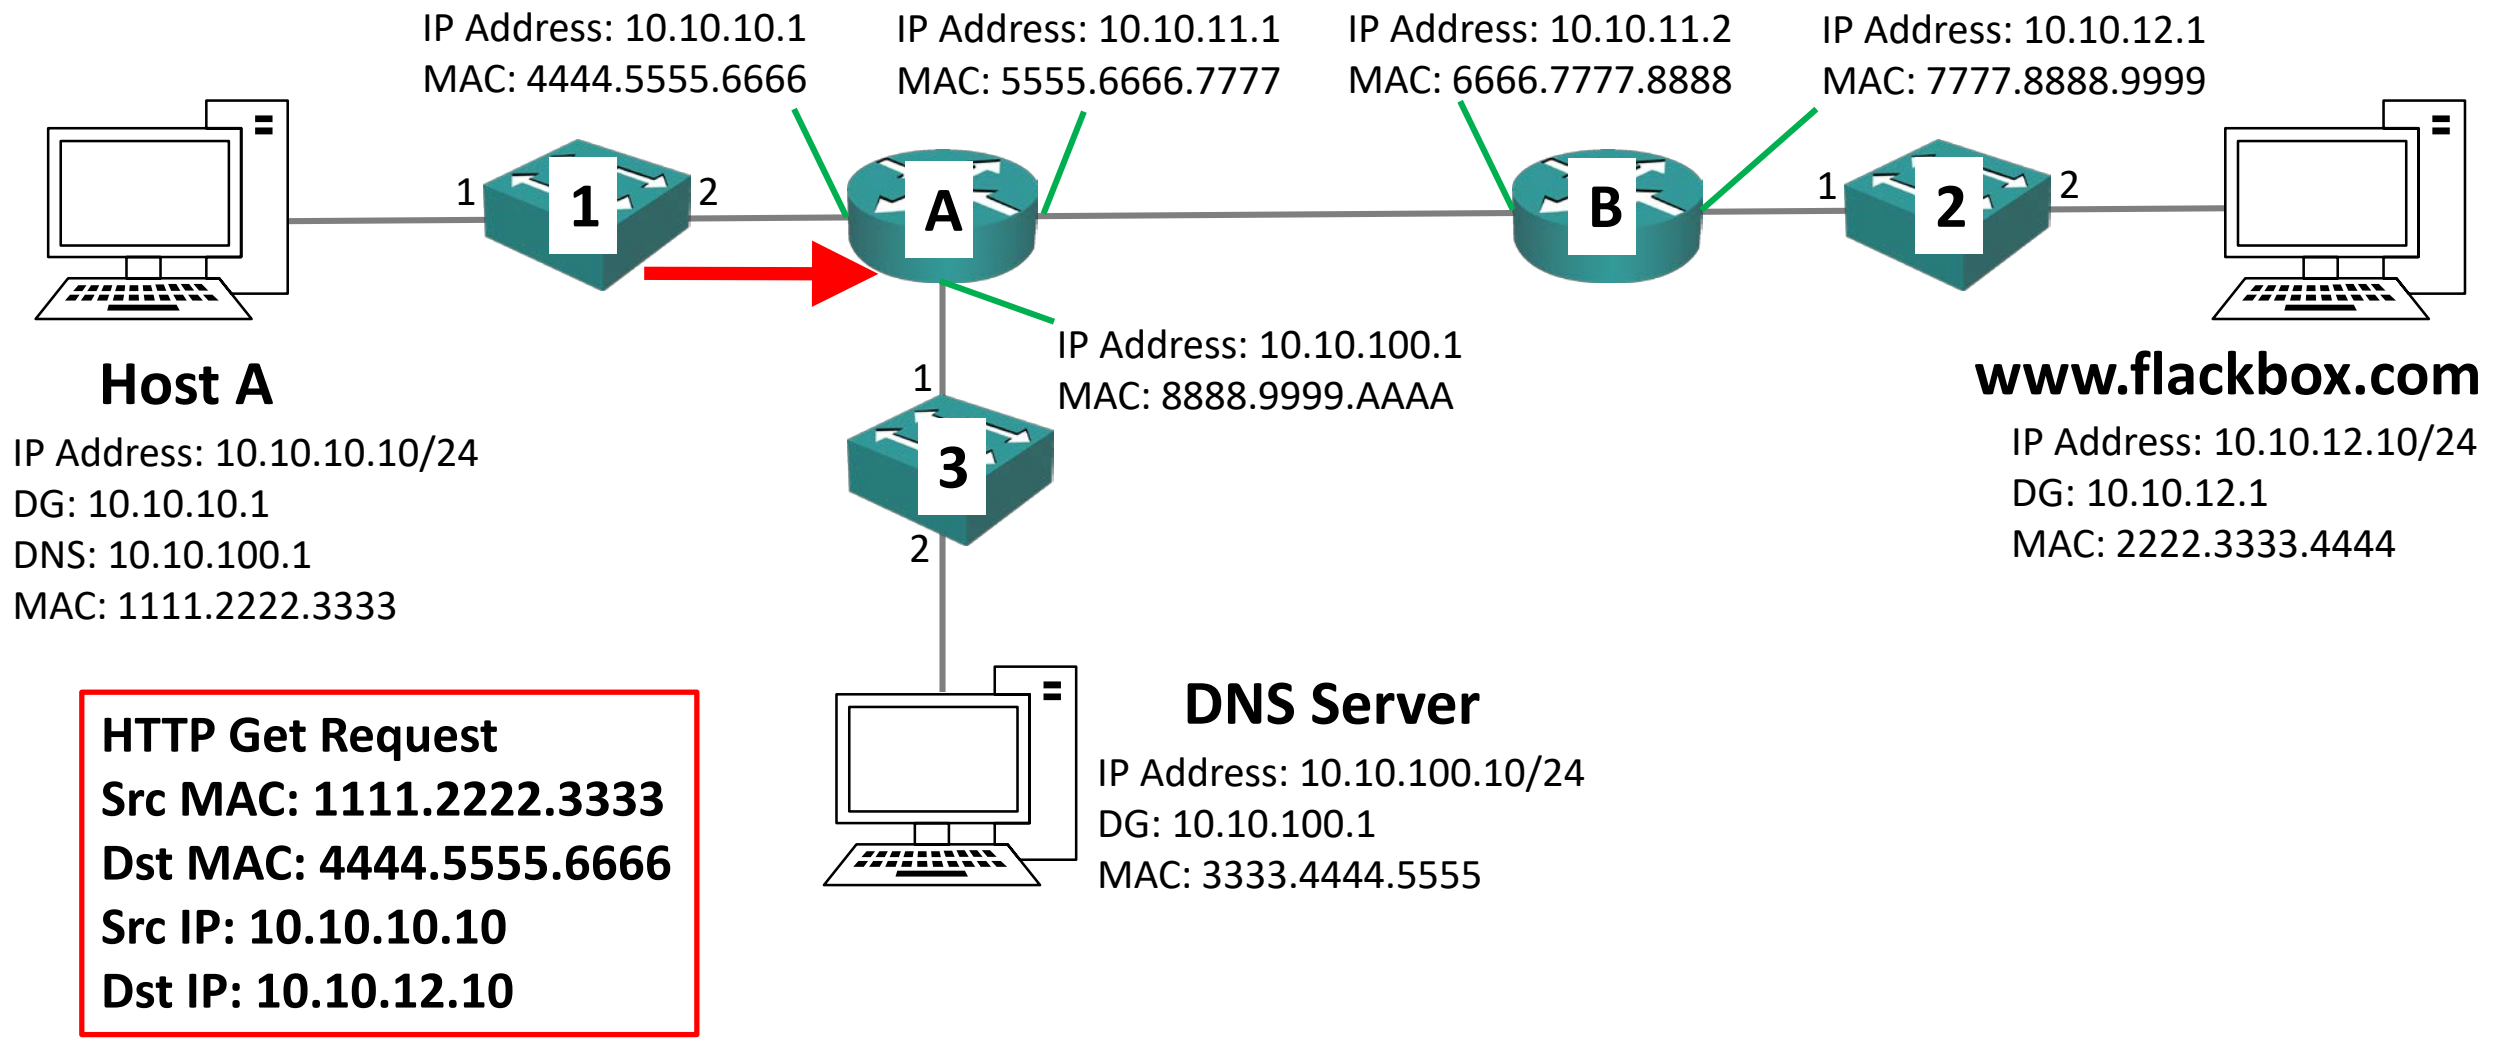 IP Address: 10.10.10.1
MAC: 4444.5555.6666
IP Address: 10.10.11.1
MAC: 5555.6666.7777
IP Address: 10.10.11.2
MAC: 6666.7777.8888
IP Address: 10.10.12.1
MAC: 7777.8888.9999
1
1
2
A
B
1
2
2
IP Address: 10.10.100.1
MAC: 8888.9999.AAAA
1
3
2
Host A
IP Address: 10.10.10.10/24
DG: 10.10.10.1
DNS: 10.10.100.1
MAC: 1111.2222.3333
www.flackbox.com
IP Address: 10.10.12.10/24
DG: 10.10.12.1
MAC: 2222.3333.4444
DNS Server
IP Address: 10.10.100.10/24
DG: 10.10.100.1
MAC: 3333.4444.5555
HTTP Get Request
Src MAC: 1111.2222.3333
Dst MAC: 4444.5555.6666
Src IP: 10.10.10.10
Dst IP: 10.10.12.10